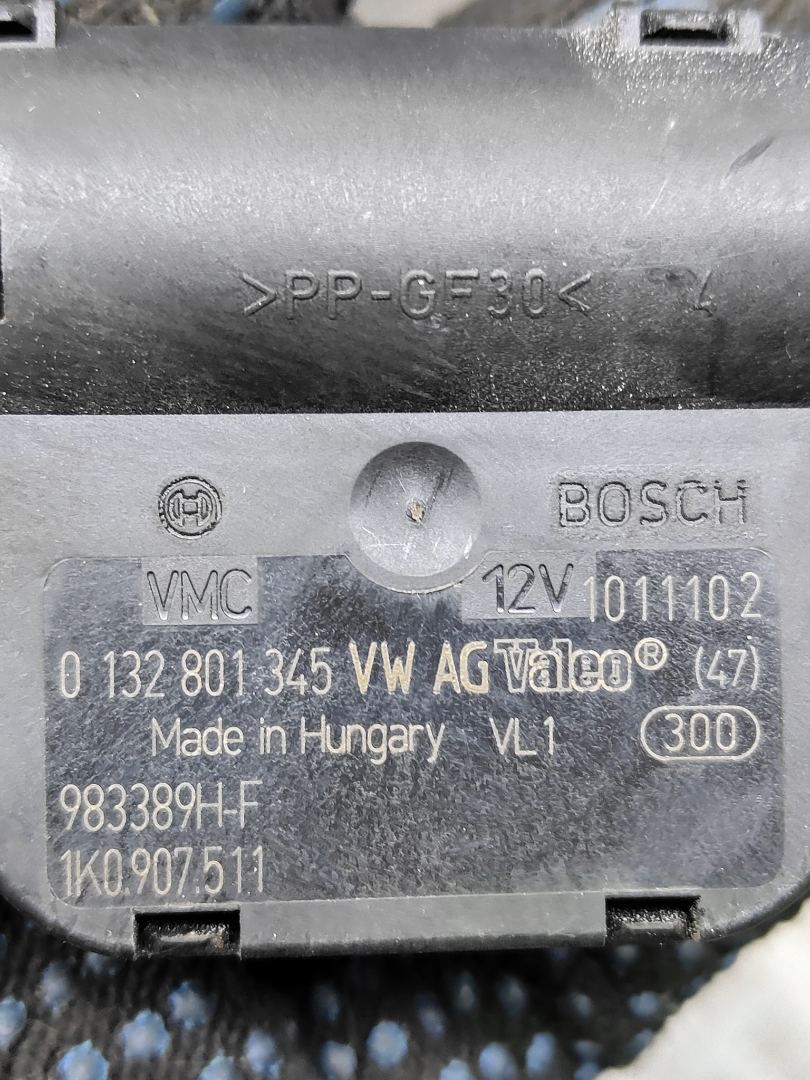 >PP-GF30< 4
BOSCH
VMC 12V 1011102
0 132 801 345 VW AG Valeo® (47)
Made in Hungary VL1 300
983389H-F
1K0.907.511